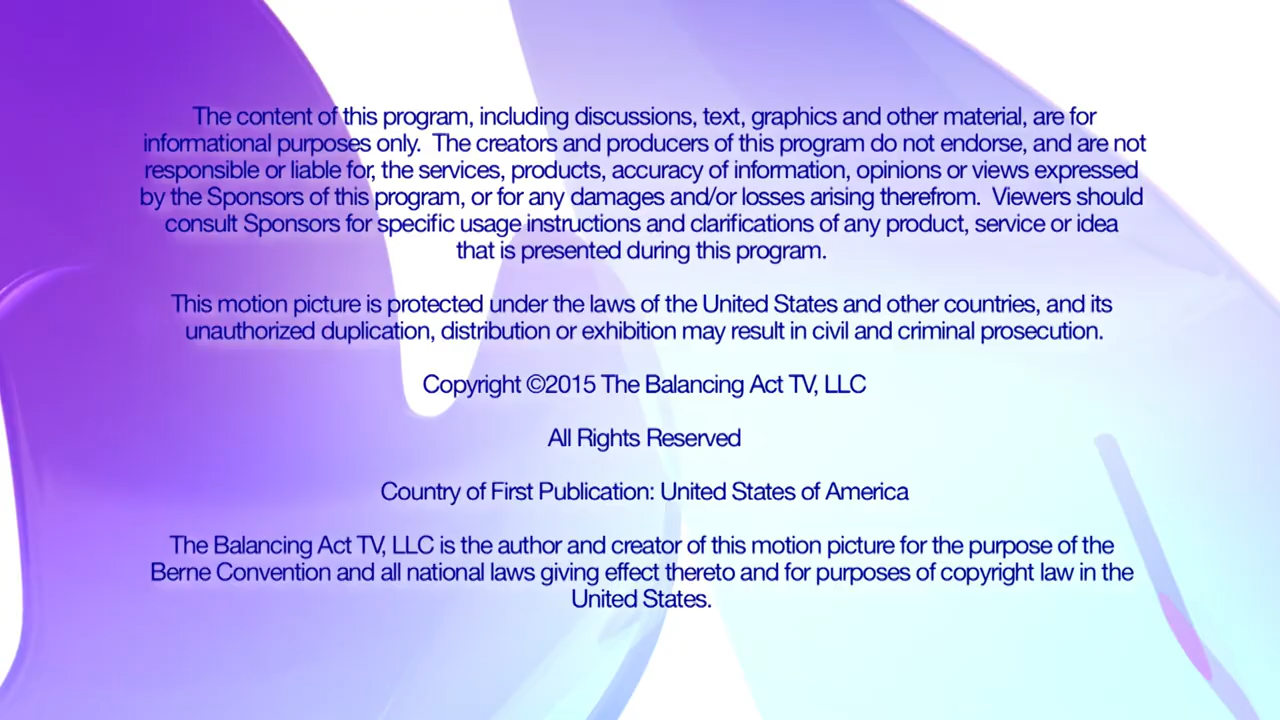 The content of this program, including discussions, text, graphics and other material, are for
informational purposes only.  The creators and producers of this program do not endorse, and are not
responsible or liable for, the services, products, accuracy of information, opinions or views expressed
by the Sponsors of this program, or for any damages and/or losses arising therefrom.  Viewers should
consult Sponsors for specific usage instructions and clarifications of any product, service or idea
that is presented during this program.
This motion picture is protected under the laws of the United States and other countries, and its
unauthorized duplication, distribution or exhibition may result in civil and criminal prosecution.
Copyright ©2015 The Balancing Act TV, LLC
All Rights Reserved
Country of First Publication: United States of America
The Balancing Act TV, LLC is the author and creator of this motion picture for the purpose of the
Berne Convention and all national laws giving effect thereto and for purposes of copyright law in the
United States.